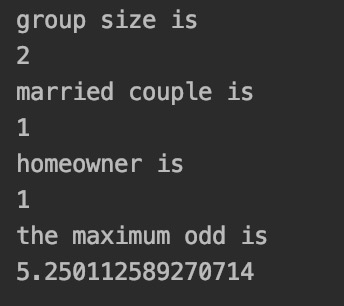 group size is
2
married couple is
1
homeowner is
1
the maximum odd is
5.250112589270714